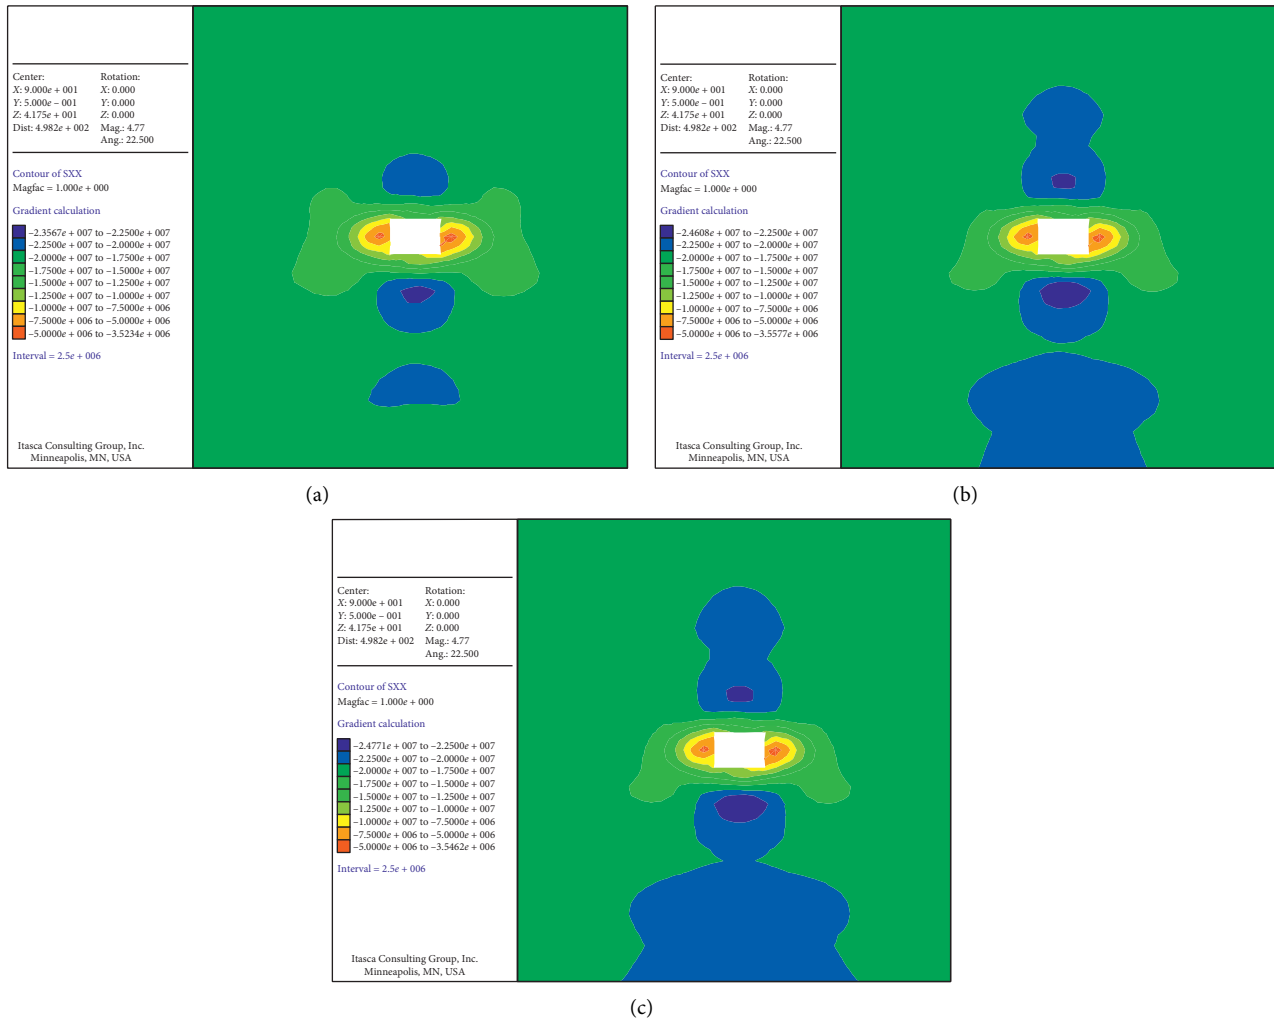 Center:
X: 9.000e + 001
Y: 5.000e – 001
Z: 4.175e + 001
Dist: 4.982e + 002
Rotation:
X: 0.000
Y: 0.000
Z: 0.000
Mag.: 4.77
Ang.: 22.500
Contour of SXX
Magfac = 1.000e + 000
Gradient calculation
–2.3567e + 007 to –2.2500e + 007
–2.2500e + 007 to –2.0000e + 007
–2.0000e + 007 to –1.7500e + 007
–1.7500e + 007 to –1.5000e + 007
–1.5000e + 007 to –1.2500e + 007
–1.2500e + 007 to –1.0000e + 007
–1.0000e + 007 to –7.5000e + 006
–7.5000e + 006 to –5.0000e + 006
–5.0000e + 006 to –3.5234e + 006
Interval = 2.5e + 006
Itasca Consulting Group, Inc.
Minneapolis, MN, USA
(a)
Center:
X: 9.000e + 001
Y: 5.000e – 001
Z: 4.175e + 001
Dist: 4.982e + 002
Rotation:
X: 0.000
Y: 0.000
Z: 0.000
Mag.: 4.77
Ang.: 22.500
Contour of SXX
Magfac = 1.000e + 000
Gradient calculation
–2.4608e + 007 to –2.2500e + 007
–2.2500e + 007 to –2.0000e + 007
–2.0000e + 007 to –1.7500e + 007
–1.7500e + 007 to –1.5000e + 007
–1.5000e + 007 to –1.2500e + 007
–1.2500e + 007 to –1.0000e + 007
–1.0000e + 007 to –7.5000e + 006
–7.5000e + 006 to –5.0000e + 006
–5.0000e + 006 to –3.5577e + 006
Interval = 2.5e + 006
Itasca Consulting Group, Inc.
Minneapolis, MN, USA
(b)
Center:
X: 9.000e + 001
Y: 5.000e – 001
Z: 4.175e + 001
Dist: 4.982e + 002
Rotation:
X: 0.000
Y: 0.000
Z: 0.000
Mag.: 4.77
Ang.: 22.500
Contour of SXX
Magfac = 1.000e + 000
Gradient calculation
–2.4771e + 007 to –2.2500e + 007
–2.2500e + 007 to –2.0000e + 007
–2.0000e + 007 to –1.7500e + 007
–1.7500e + 007 to –1.5000e + 007
–1.5000e + 007 to –1.2500e + 007
–1.2500e + 007 to –1.0000e + 007
–1.0000e + 007 to –7.5000e + 006
–7.5000e + 006 to –5.0000e + 006
–5.0000e + 006 to –3.5462e + 006
Interval = 2.5e + 006
Itasca Consulting Group, Inc.
Minneapolis, MN, USA
(c)